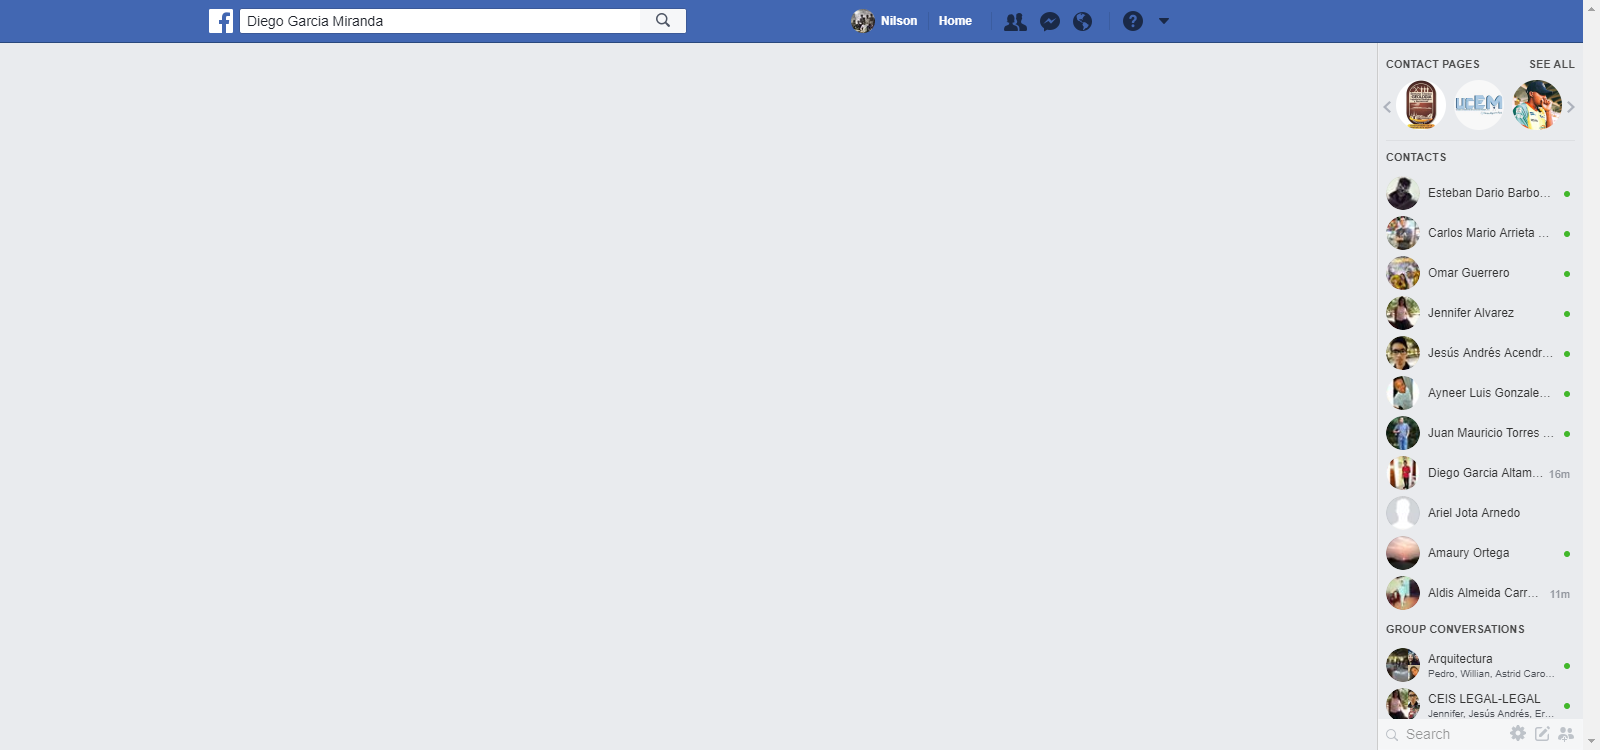 Diego Garcia Miranda
Nilson
Home
CONTACT PAGES SEE ALL
UCEM
CONTACTS
Esteban Dario Barbo...
Carlos Mario Arrieta ...
Omar Guerrero
Jennifer Alvarez
Jesús Andrés Acendr...
Ayneer Luis Gonzale...
Juan Mauricio Torres ...
Diego Garcia Altam... 16m
Ariel Jota Arnedo
Amaury Ortega
Aldis Almeida Carr... 11m
GROUP CONVERSATIONS
Arquitectura
Pedro, Willian, Astrid Caro...
CEIS LEGAL-LEGAL
Jennifer, Jesús Andrés, Er...
Search